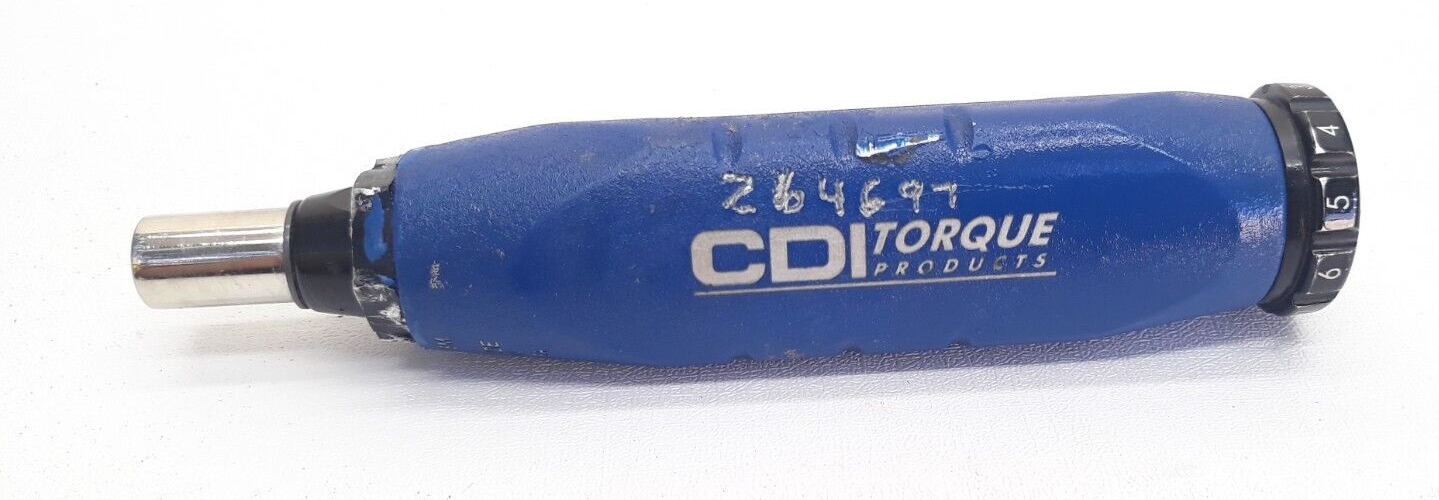 264697
CDI TORQUE
PRODUCTS
4
5
6